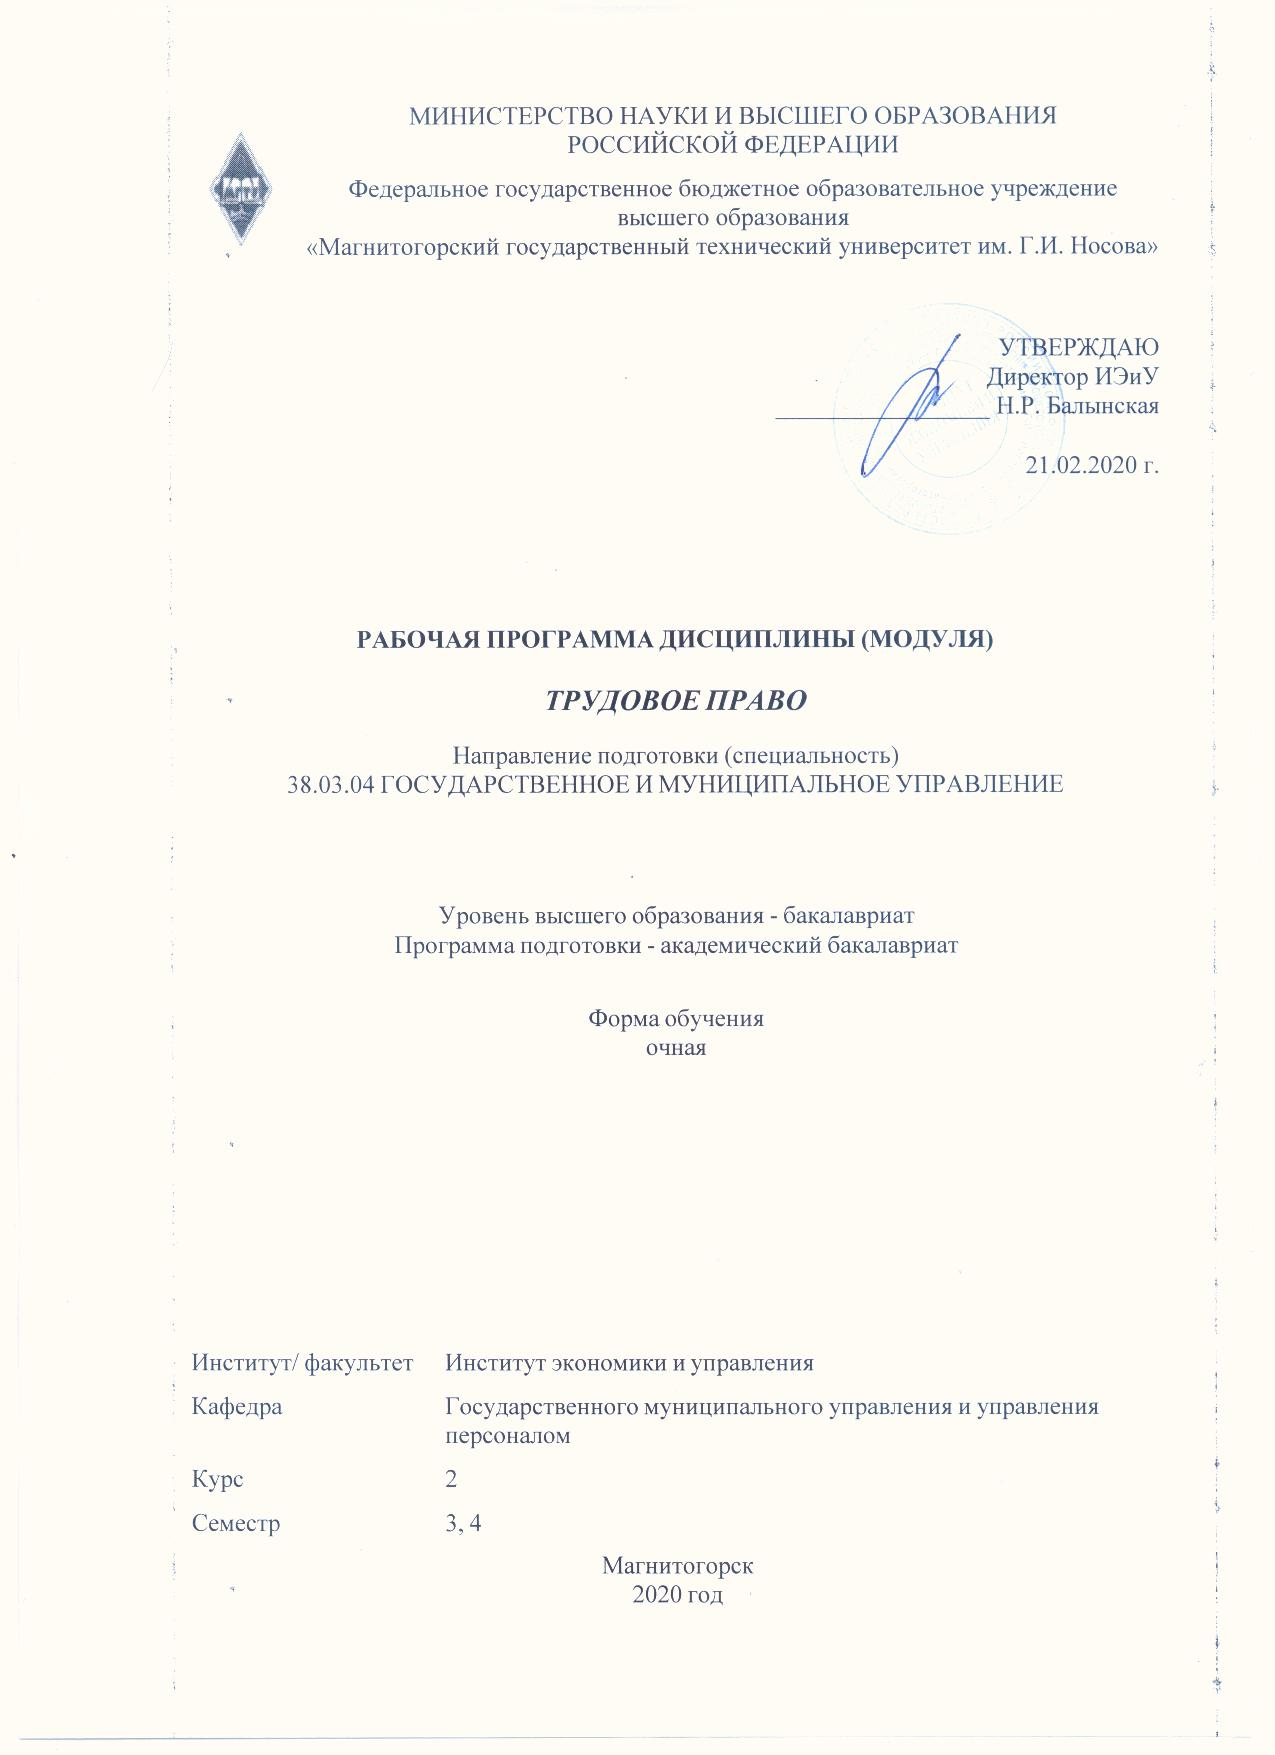 МИНИСТЕРСТВО НАУКИ И ВЫСШЕГО ОБРАЗОВАНИЯ
РОССИЙСКОЙ ФЕДЕРАЦИИ
Федеральное государственное бюджетное образовательное учреждение
высшего образования
«Магнитогорский государственный технический университет им. Г.И. Носова»
УТВЕРЖДАЮ
Директор ИЭиУ
Н.Р. Балынская
21.02.2020 г.
РАБОЧАЯ ПРОГРАММА ДИСЦИПЛИНЫ (МОДУЛЯ)
ТРУДОВОЕ ПРАВО
Направление подготовки (специальность)
38.03.04 ГОСУДАРСТВЕННОЕ И МУНИЦИПАЛЬНОЕ УПРАВЛЕНИЕ
Уровень высшего образования - бакалавриат
Программа подготовки - академический бакалавриат
Форма обучения
очная
Институт/ факультет Институт экономики и управления
Кафедра Государственного муниципального управления и управления
персоналом
Курс 2
Семестр 3, 4
Магнитогорск
2020 год